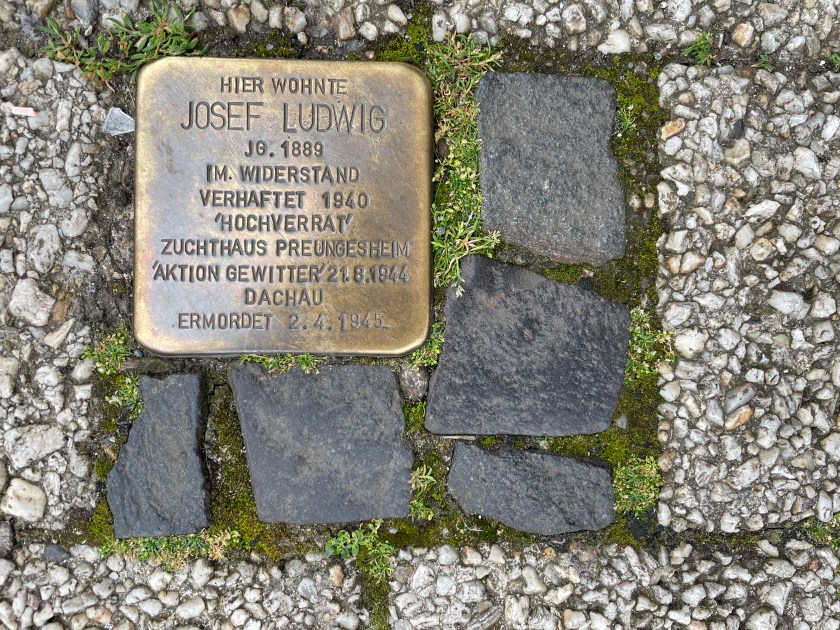 HIER WOHNTE
JOSEF LUDWIG
JG. 1889
IM WIDERSTAND
VERHAFTET 1940
'HOCHVERRAT'
ZUCHTHAUS PREUNGESHEIM
'AKTION GEWITTER' 21.8.1944
DACHAU
ERMORDET 2.4.1945